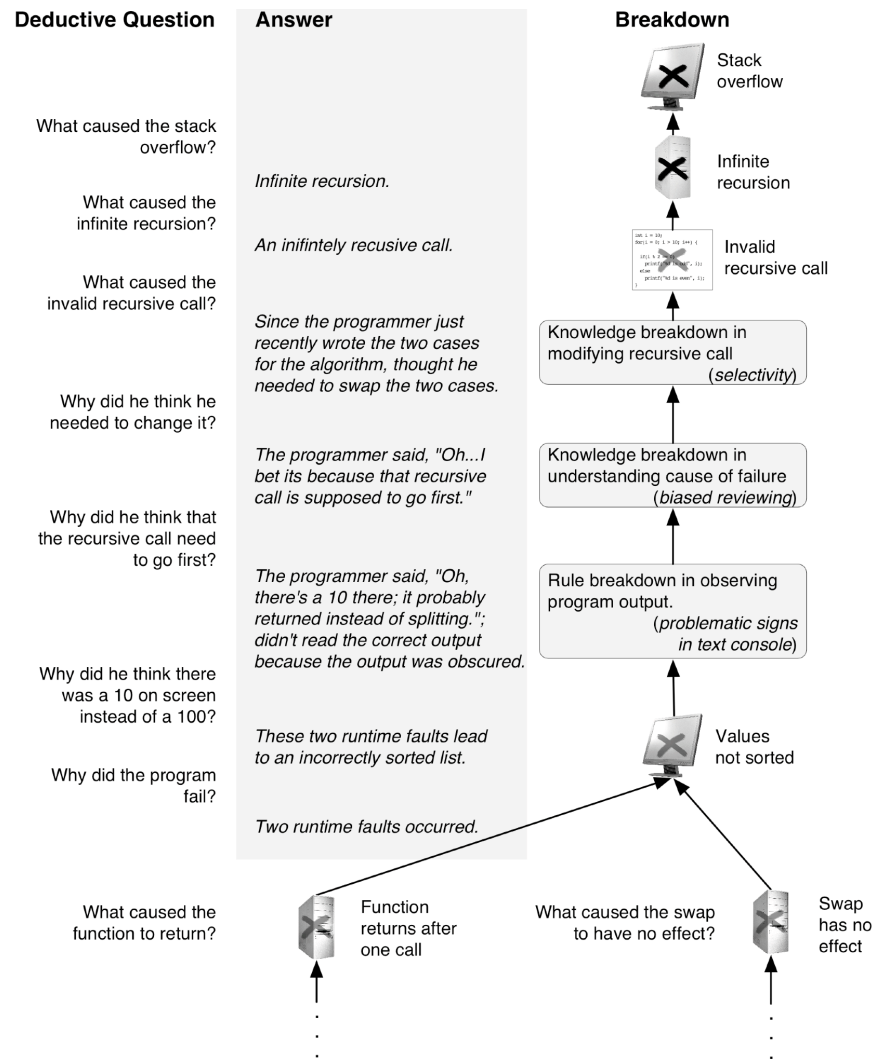 Deductive Question
Answer
Breakdown
Stack
overflow
What caused the stack
overflow?
Infinite recursion.
Infinite
recursion
What caused the
infinite recursion?
An inifintely recusive call.
int i = 10;
for(i = 0; i > 10; i++) {
else
printf("%d is even", i);
}
Invalid
recursive call
What caused the
invalid recursive call?
Since the programmer just
recently wrote the two cases
for the algorithm, thought he
needed to swap the two cases.
Knowledge breakdown in
modifying recursive call
(selectivity)
Why did he think he
needed to change it?
The programmer said, "Oh...I
bet its because that recursive
call is supposed to go first."
Knowledge breakdown in
understanding cause of failure
(biased reviewing)
Why did he think that
the recursive call need
to go first?
The programmer said, "Oh,
there's a 10 there; it probably
returned instead of splitting.";
didn't read the correct output
because the output was obscured.
Rule breakdown in observing
program output.
(problematic signs
in text console)
Why did he think there
was a 10 on screen
instead of a 100?
These two runtime faults lead
to an incorrectly sorted list.
Values
not sorted
Why did the program
fail?
Two runtime faults occurred.
What caused the
function to return?
Function
returns after
one call
What caused the swap
to have no effect?
Swap
has no
effect